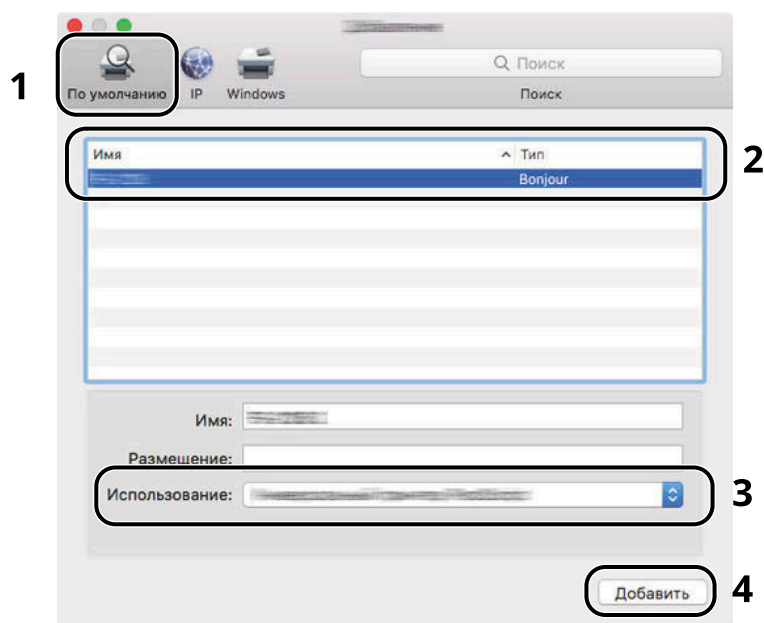 1
По умолчанию IP Windows
Поиск
Поиск
2
Имя Тип
Bonjour
Имя:
Размещение:
3
Использование:
4
Добавить